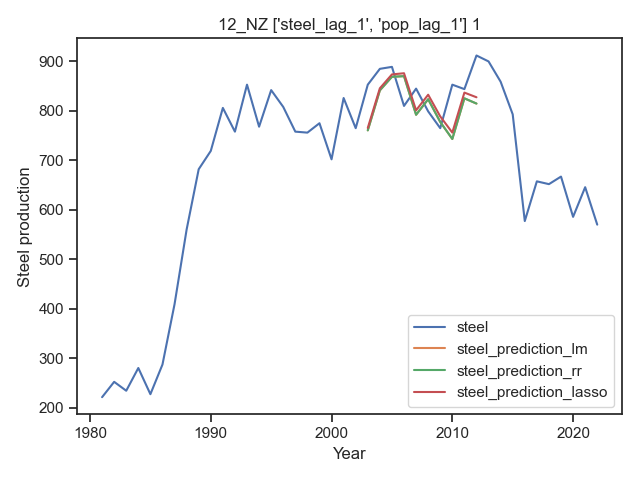 12_NZ ['steel_lag_1', 'pop_lag_1'] 1
Steel production
900
800
700
600
500
400
300
200
1980
1990
2000
2010
2020
Year
steel
steel_prediction_lm
steel_prediction_rr
steel_prediction_lasso